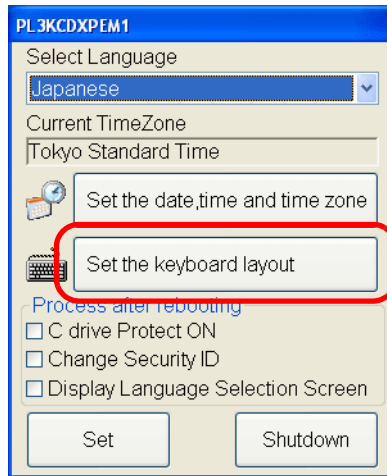 PL3KCDXPEM1
Select Language
Japanese
Current TimeZone
Tokyo Standard Time
Set the date,time and time zone
Set the keyboard layout
Process after rebooting
C drive Protect ON
Change Security ID
Display Language Selection Screen
Set
Shutdown